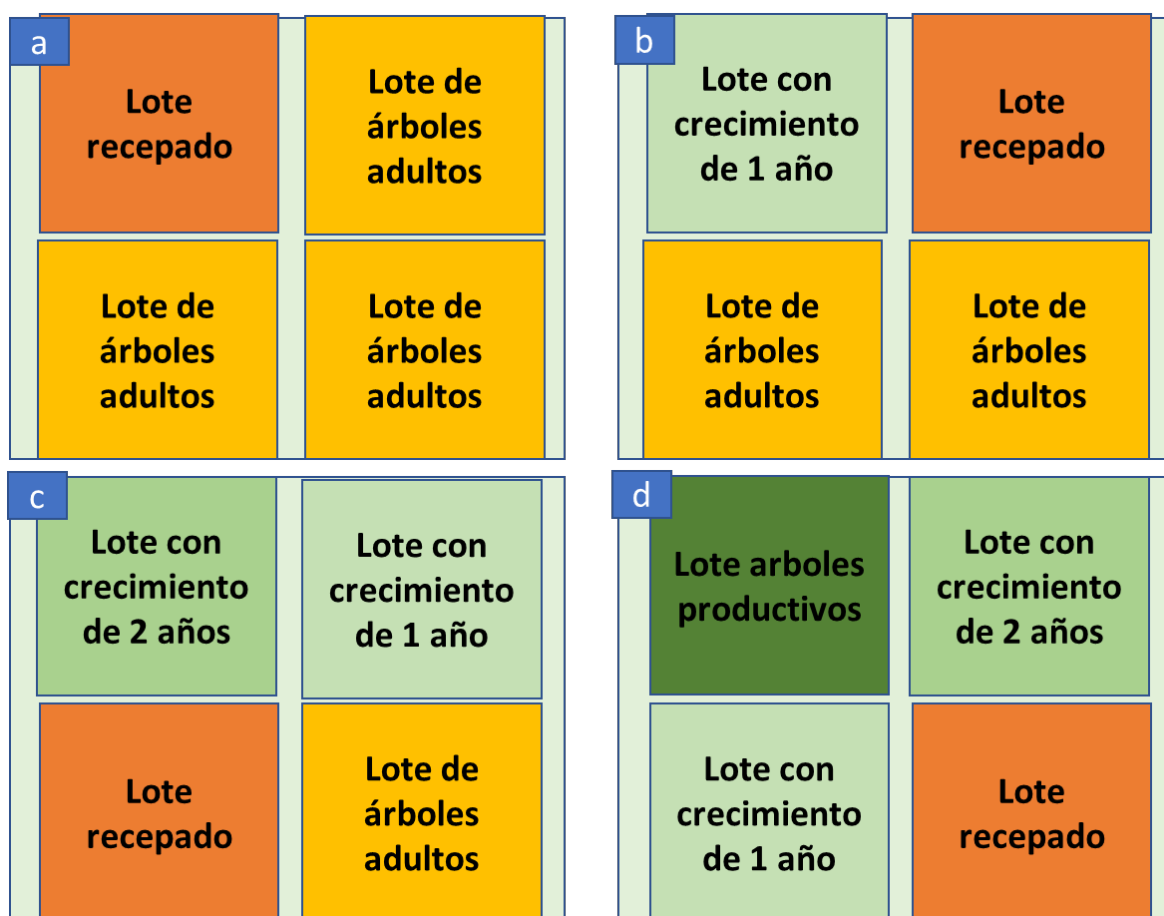 a
Lote
recepado
Lote de
árboles
adultos
Lote de
árboles
adultos
Lote de
árboles
adultos
b
Lote con
crecimiento
de 1 año
Lote
recepado
Lote de
árboles
adultos
Lote de
árboles
adultos
c
Lote con
crecimiento
de 2 años
Lote con
crecimiento
de 1 año
Lote
recepado
Lote de
árboles
adultos
d
Lote arboles
productivos
Lote con
crecimiento
de 2 años
Lote con
crecimiento
de 1 año
Lote
recepado